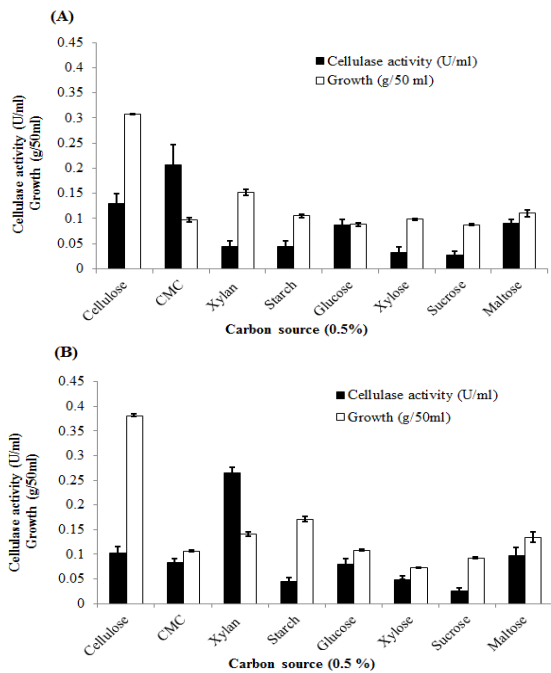 (A)
Cellulase activity (U/ml)
Growth (g/50ml)
0.45
0.4
0.35
0.3
0.25
0.2
0.15
0.1
0.05
0
Cellulase activity (U/ml)
Growth (g/50 ml)
Cellulose
CMC
Xylan
Starch
Glucose
Xylose
Sucrose
Maltose
Carbon source (0.5%)
(B)
Cellulase activity (U/ml)
Growth (g/50ml)
0.45
0.4
0.35
0.3
0.25
0.2
0.15
0.1
0.05
0
Cellulase activity (U/ml)
Growth (g/50ml)
Cellulose
CMC
Xylan
Starch
Glucose
Xylose
Sucrose
Maltose
Carbon source (0.5 %)